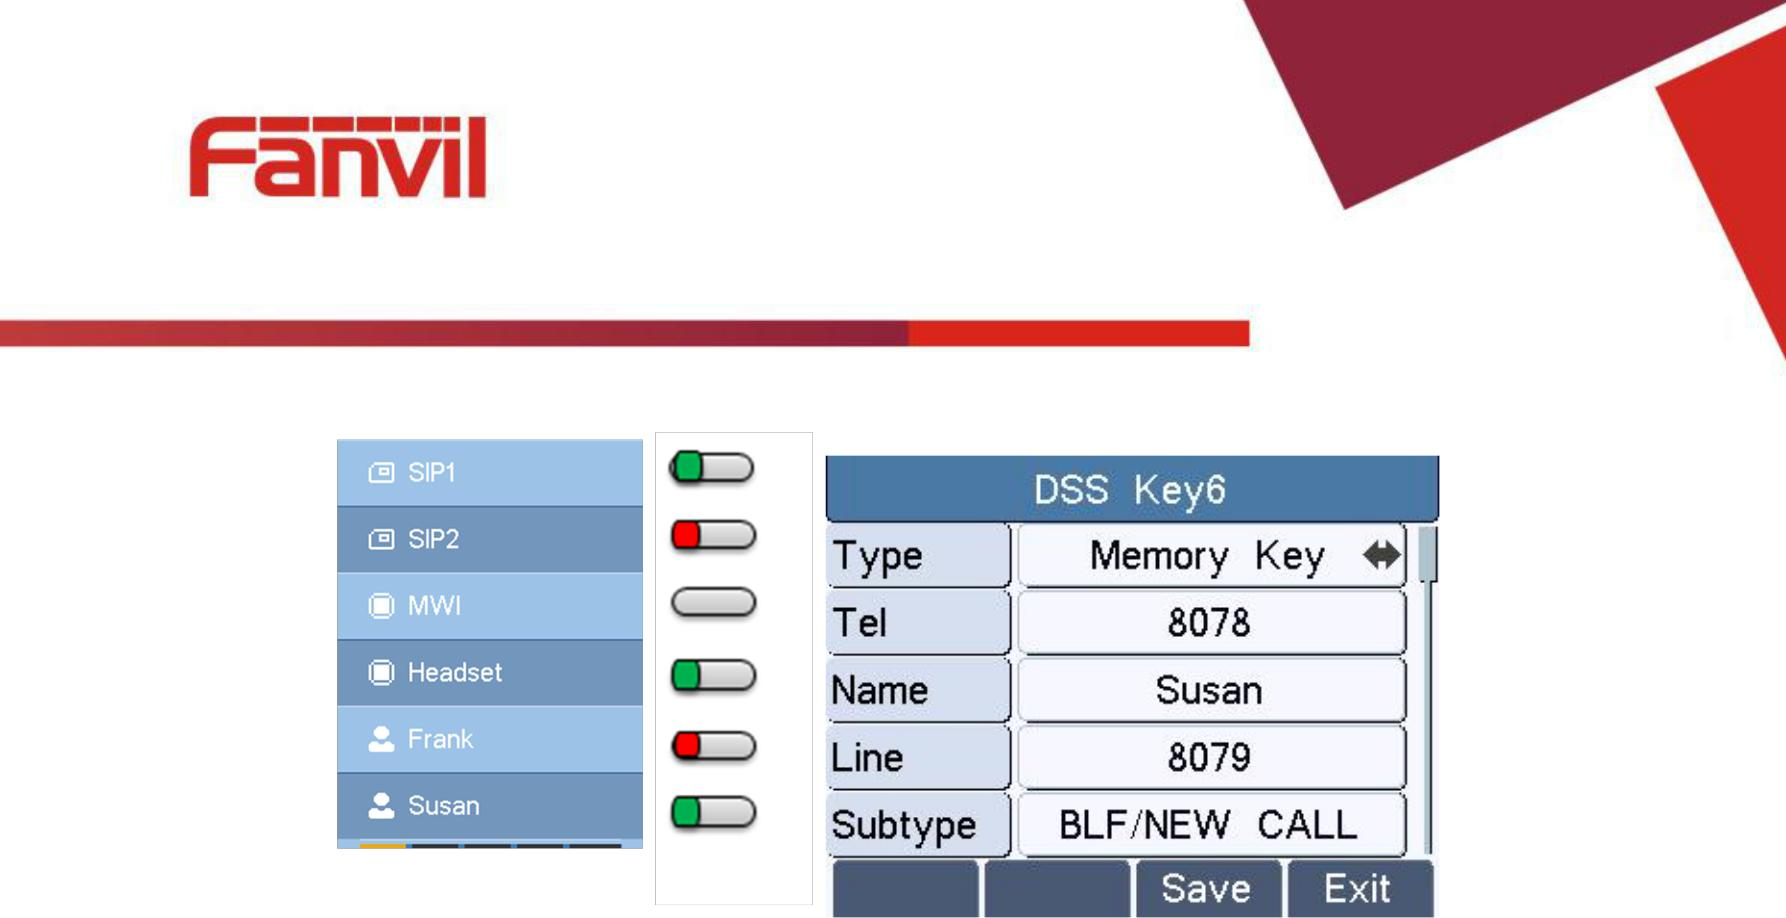 Fanvil
SIP1
SIP2
MWI
Headset
Frank
Susan
DSS Key6
Type Memory Key
Tel 8078
Name Susan
Line 8079
Subtype BLF/NEW CALL
Save Exit